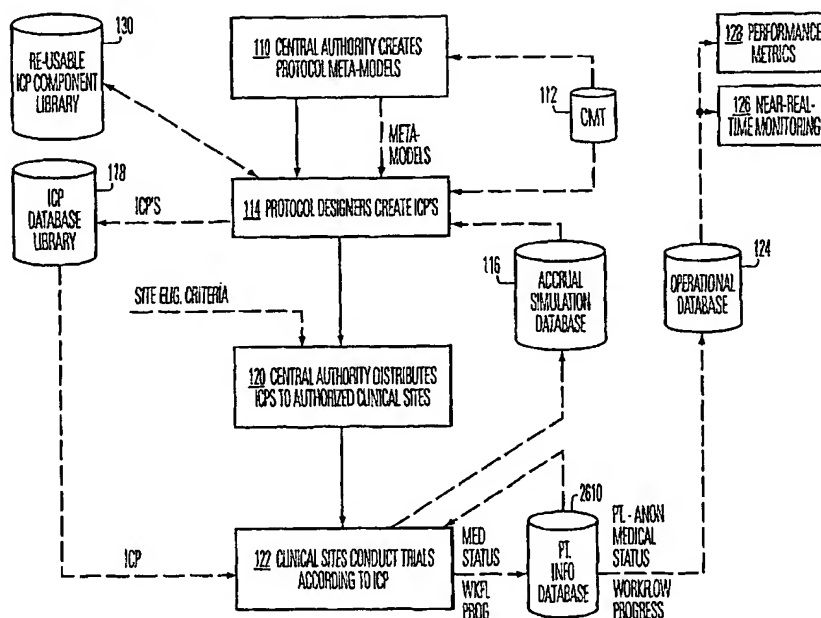 130
RE-USABLE
ICP COMPONENT
LIBRARY
110 CENTRAL AUTHORITY CREATES
PROTOCOL META-MODELS
112
CMT
128 PERFORMANCE
METRICS
126 NEAR-REAL-
TIME MONITORING
META-
MODELS
118
ICP
DATABASE
LIBRARY
ICP'S
114 PROTOCOL DESIGNERS CREATE ICP'S
116
ACCRUAL
SIMULATION
DATABASE
124
OPERATIONAL
DATABASE
SITE ELIG. CRITERIA
120 CENTRAL AUTHORITY DISTRIBUTES
ICPS TO AUTHORIZED CLINICAL SITES
ICP
122 CLINICAL SITES CONDUCT TRIALS
ACCORDING TO ICP
MED
STATUS
WKFL
PROG.
2610
PT.
INFO
DATABASE
PT. - ANON
MEDICAL
STATUS
WORKFLOW
PROGRESS